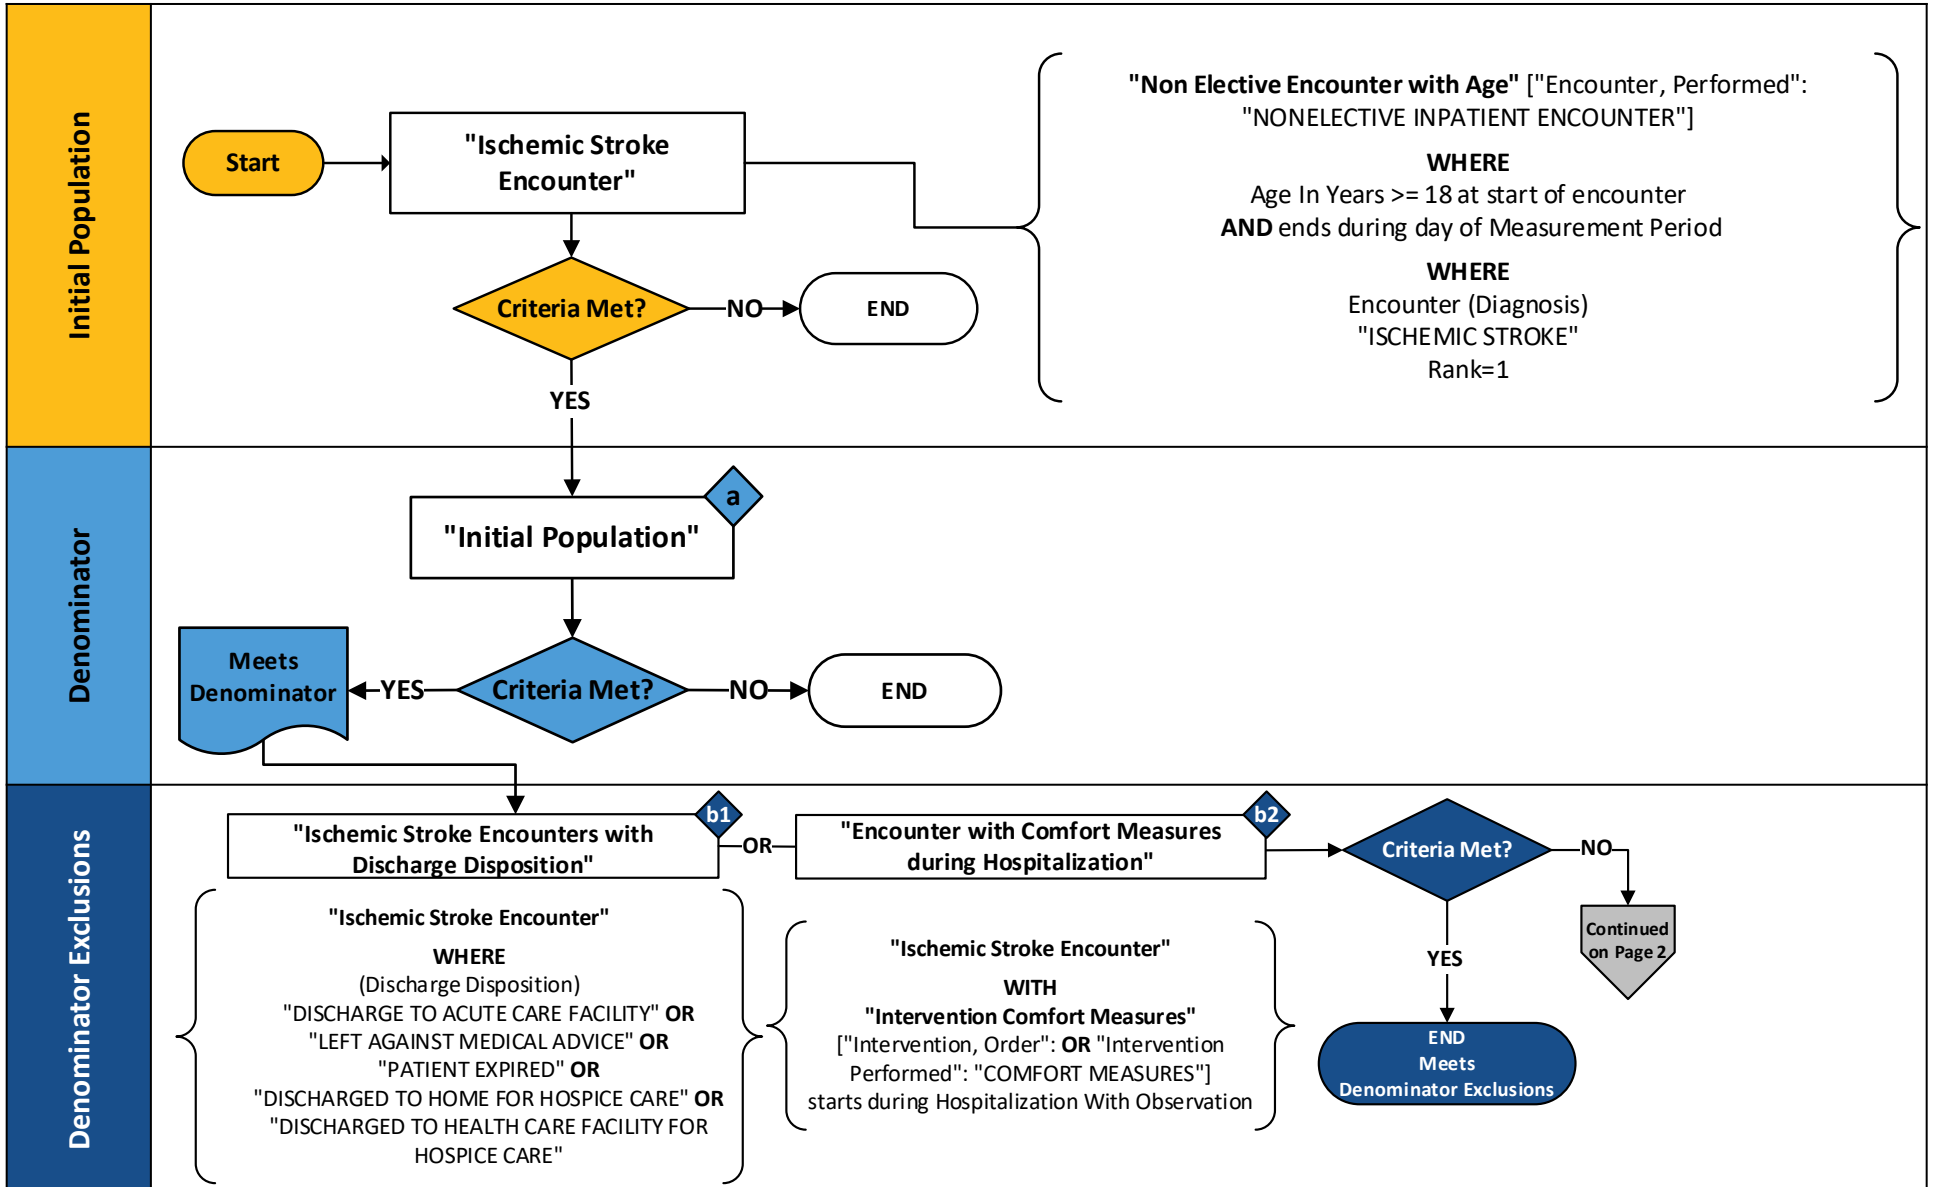 Initial Population
Start
"Ischemic Stroke
Encounter"
"Non Elective Encounter with Age" ["Encounter, Performed":
"NONELECTIVE INPATIENT ENCOUNTER"]
WHERE
Age In Years >= 18 at start of encounter
AND ends during day of Measurement Period
WHERE
Encounter (Diagnosis)
"ISCHEMIC STROKE"
Rank=1
Criteria Met?
NO
END
YES
Denominator
a
"Initial Population"
Meets
Denominator
YES
Criteria Met?
NO
END
Denominator Exclusions
b1
"Ischemic Stroke Encounters with
Discharge Disposition"
OR
b2
"Encounter with Comfort Measures
during Hospitalization"
Criteria Met?
NO
Continued
on Page 2
YES
END
Meets
Denominator Exclusions
"Ischemic Stroke Encounter"
WHERE
(Discharge Disposition)
"DISCHARGE TO ACUTE CARE FACILITY" OR
"LEFT AGAINST MEDICAL ADVICE" OR
"PATIENT EXPIRED" OR
"DISCHARGED TO HOME FOR HOSPICE CARE" OR
"DISCHARGED TO HEALTH CARE FACILITY FOR
HOSPICE CARE"
"Ischemic Stroke Encounter"
WITH
"Intervention Comfort Measures"
["Intervention, Order": OR "Intervention
Performed": "COMFORT MEASURES"]
starts during Hospitalization With Observation